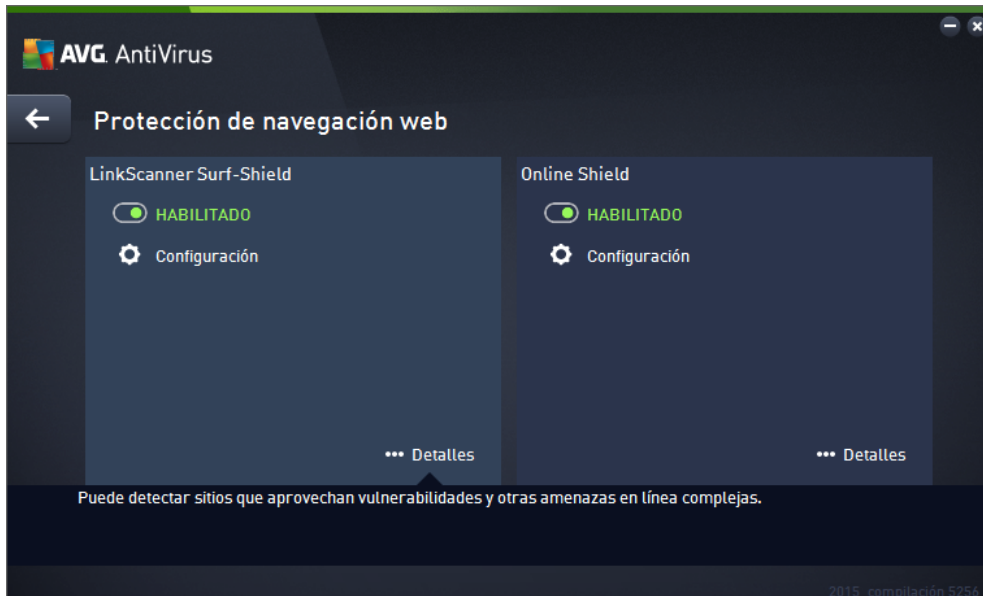 AVG. AntiVirus
Protección de navegación web
LinkScanner Surf-Shield
HABILITADO
Configuración
Detalles
Online Shield
HABILITADO
Configuración
Detalles
Puede detectar sitios que aprovechan vulnerabilidades y otras amenazas en línea complejas.
2015 compilación 5256